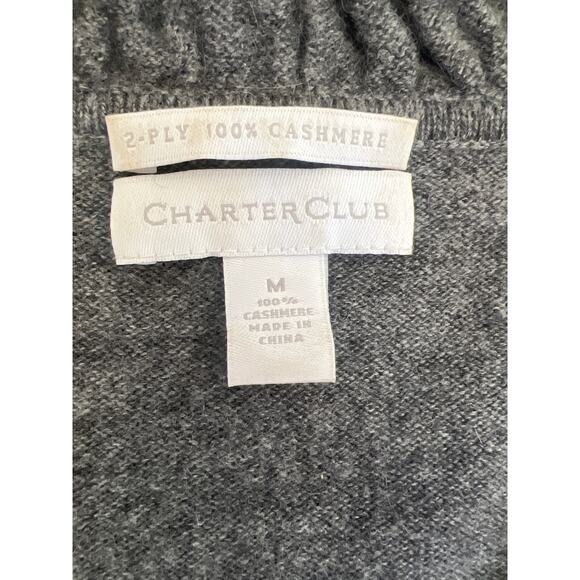 2-PLY 100% CASHMERE
CHARTER CLUB
M
100%
CASHMERE
MADE IN
CHINA